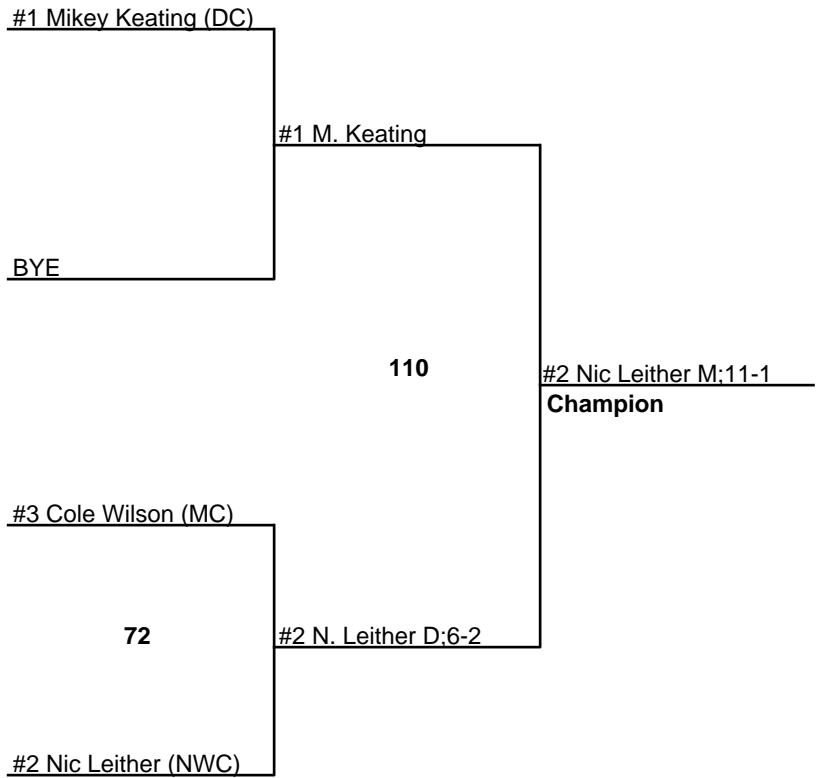 #1 Mikey Keating (DC)
#1 M. Keating
BYE
110
#2 Nic Leither M;11-1
Champion
#3 Cole Wilson (MC)
72
#2 N. Leither D;6-2
#2 Nic Leither (NWC)